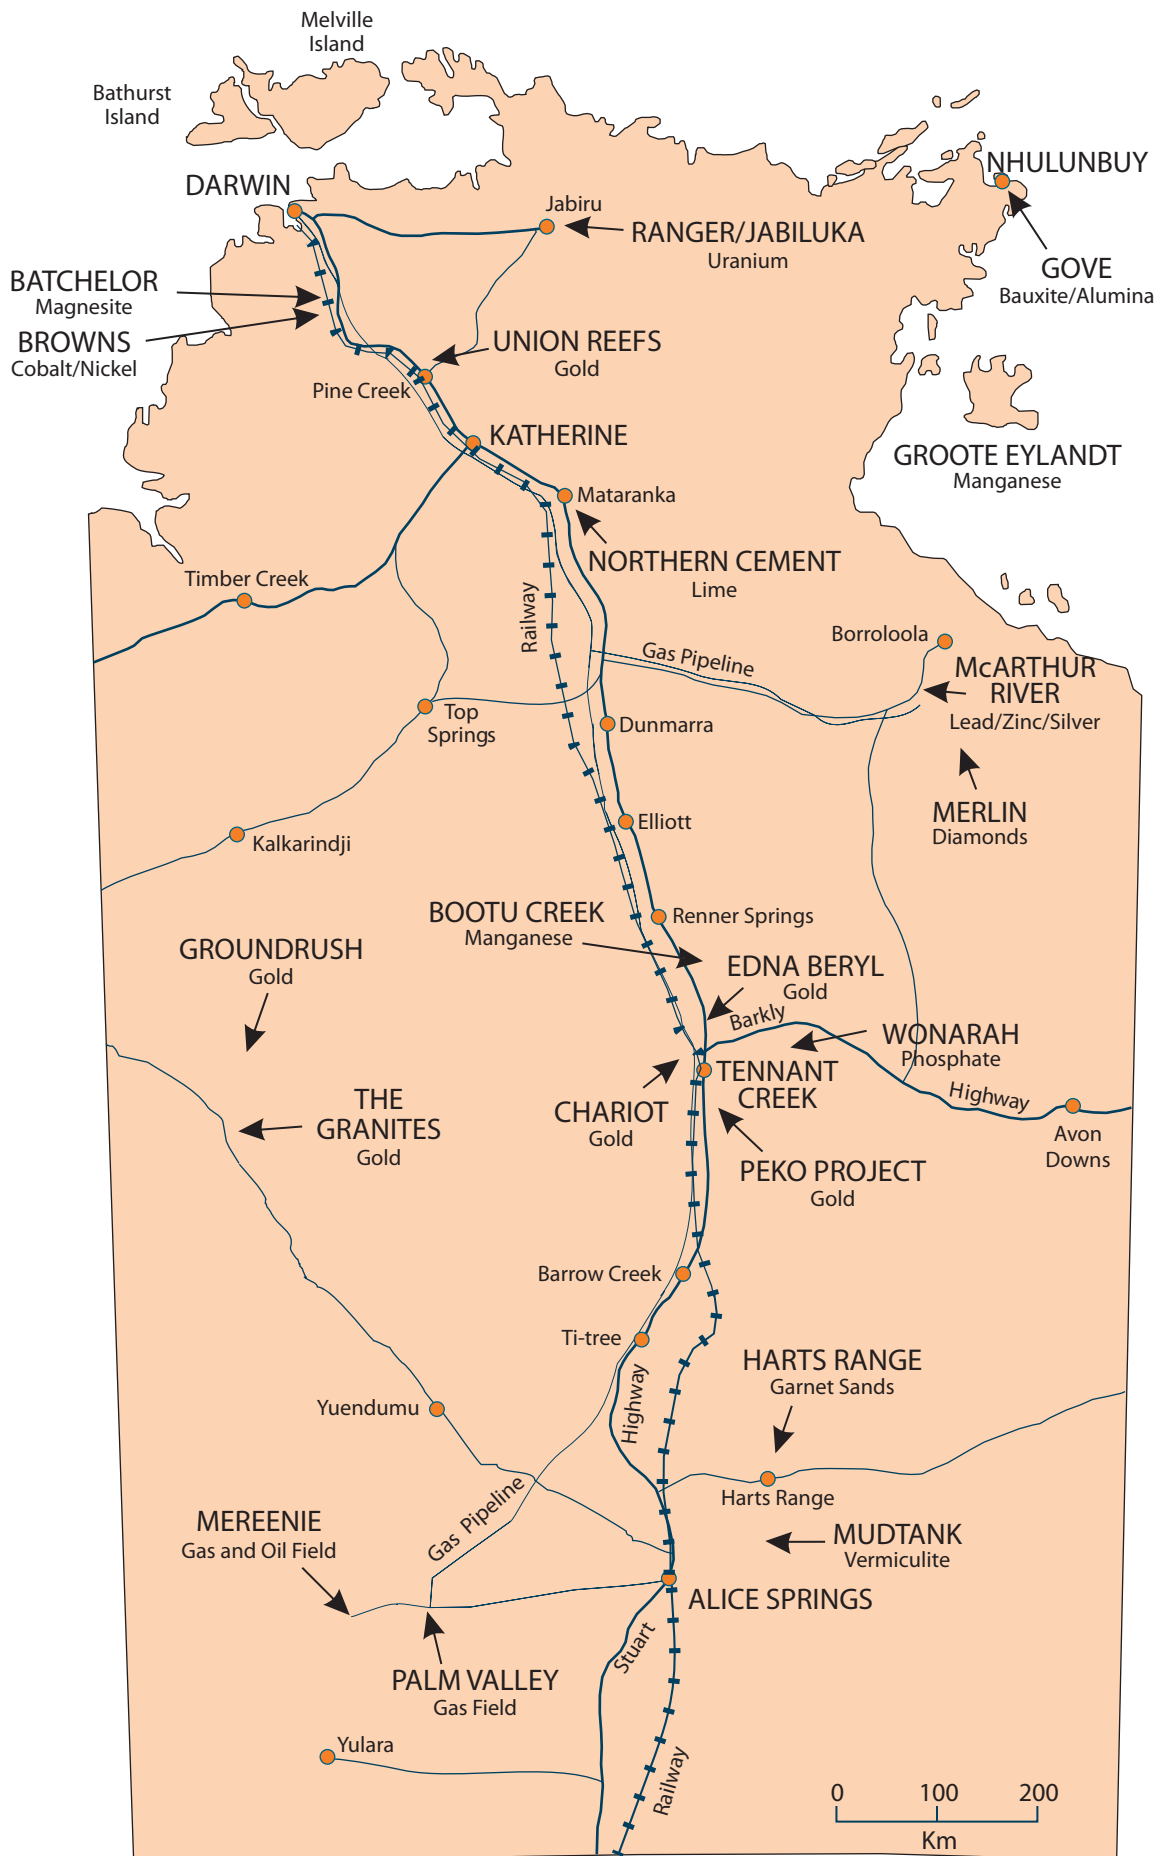 Melville
Island
Bathurst
Island
NHULUNBUY
DARWIN
Jabiru
RANGER/JABILUKA
Uranium
GOVE
Bauxite/Alumina
BATCHELOR
Magnesite
BROWNS
Cobalt/Nickel
UNION REEFS
Gold
Pine Creek
KATHERINE
GROOTE EYLANDT
Manganese
Mataranka
NORTHERN CEMENT
Lime
Timber Creek
Railway
Borroloola
Gas Pipeline
McARTHUR
RIVER
Lead/Zinc/Silver
Top
Springs
Dunmarra
MERLIN
Diamonds
Elliott
Kalkarindji
BOOTU CREEK
Manganese
Renner Springs
GROUNDRUSH
Gold
EDNA BERYL
Gold
Barkly
WONARAH
Phosphate
TENNANT
CREEK
Highway
THE
GRANITES
Gold
CHARIOT
Gold
Avon
Downs
PEKO PROJECT
Gold
Barrow Creek
Ti-tree
HARTS RANGE
Garnet Sands
Highway
Yuendumu
Harts Range
Gas Pipeline
MEREENIE
Gas and Oil Field
MUDTANK
Vermiculite
ALICE SPRINGS
Stuart
PALM VALLEY
Gas Field
Yulara
Railway
0 100 200
Km